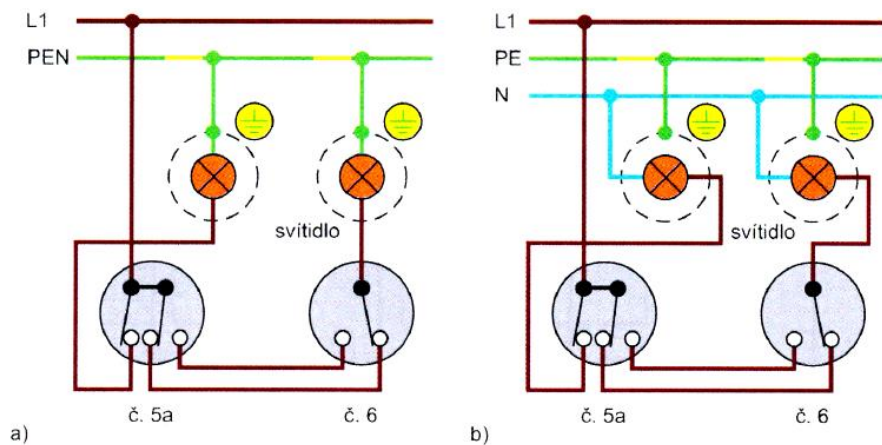 L1
PEN
svítidlo
č. 5a
č. 6
a)
L1
PE
N
svítidlo
č. 5a
č. 6
b)